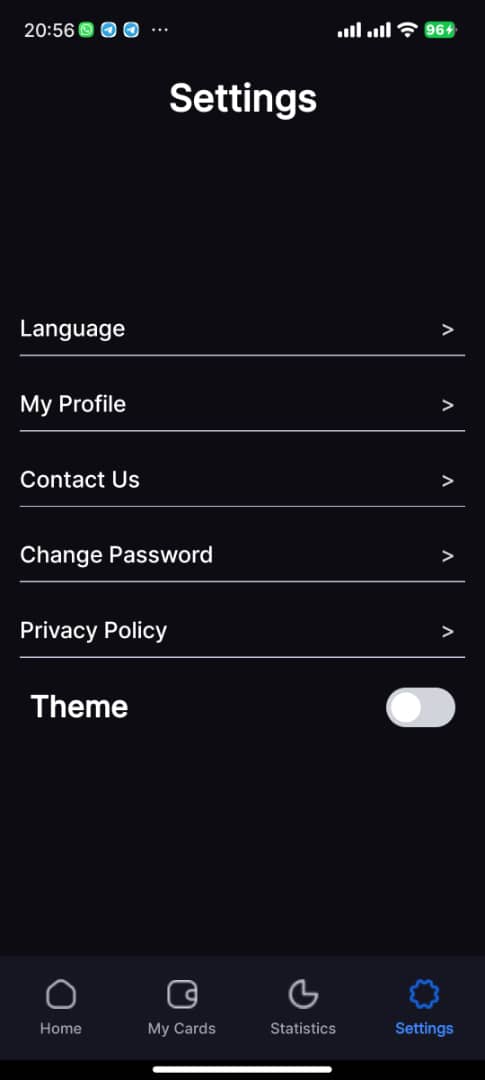 20:56 ... 96
Settings
Language >
My Profile >
Contact Us >
Change Password >
Privacy Policy >
Theme
Home My Cards Statistics Settings